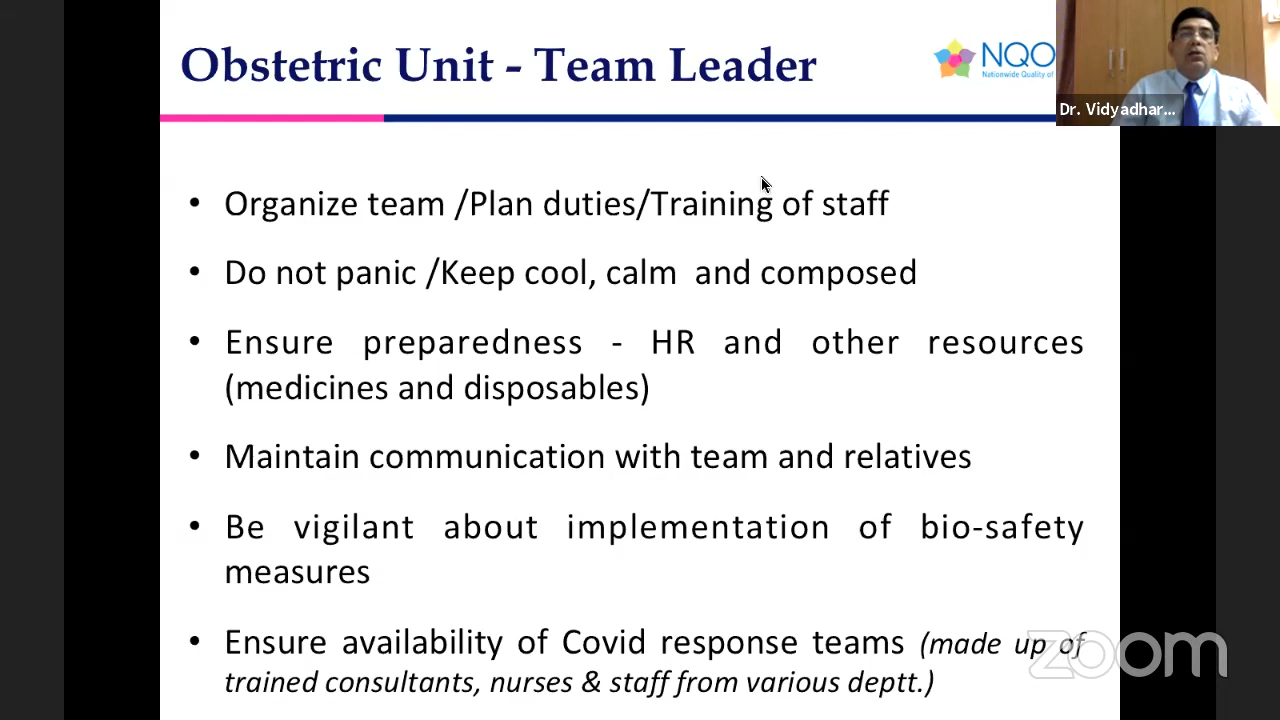 Obstetric Unit - Team Leader
NQO
Nationwide Quality of
Dr. Vidyadhar...
• Organize team /Plan duties/Training of staff
• Do not panic /Keep cool, calm and composed
• Ensure preparedness - HR and other resources
(medicines and disposables)
• Maintain communication with team and relatives
• Be vigilant about implementation of bio-safety
measures
• Ensure availability of Covid response teams (made up of
trained consultants, nurses & staff from various deptt.)
zoom